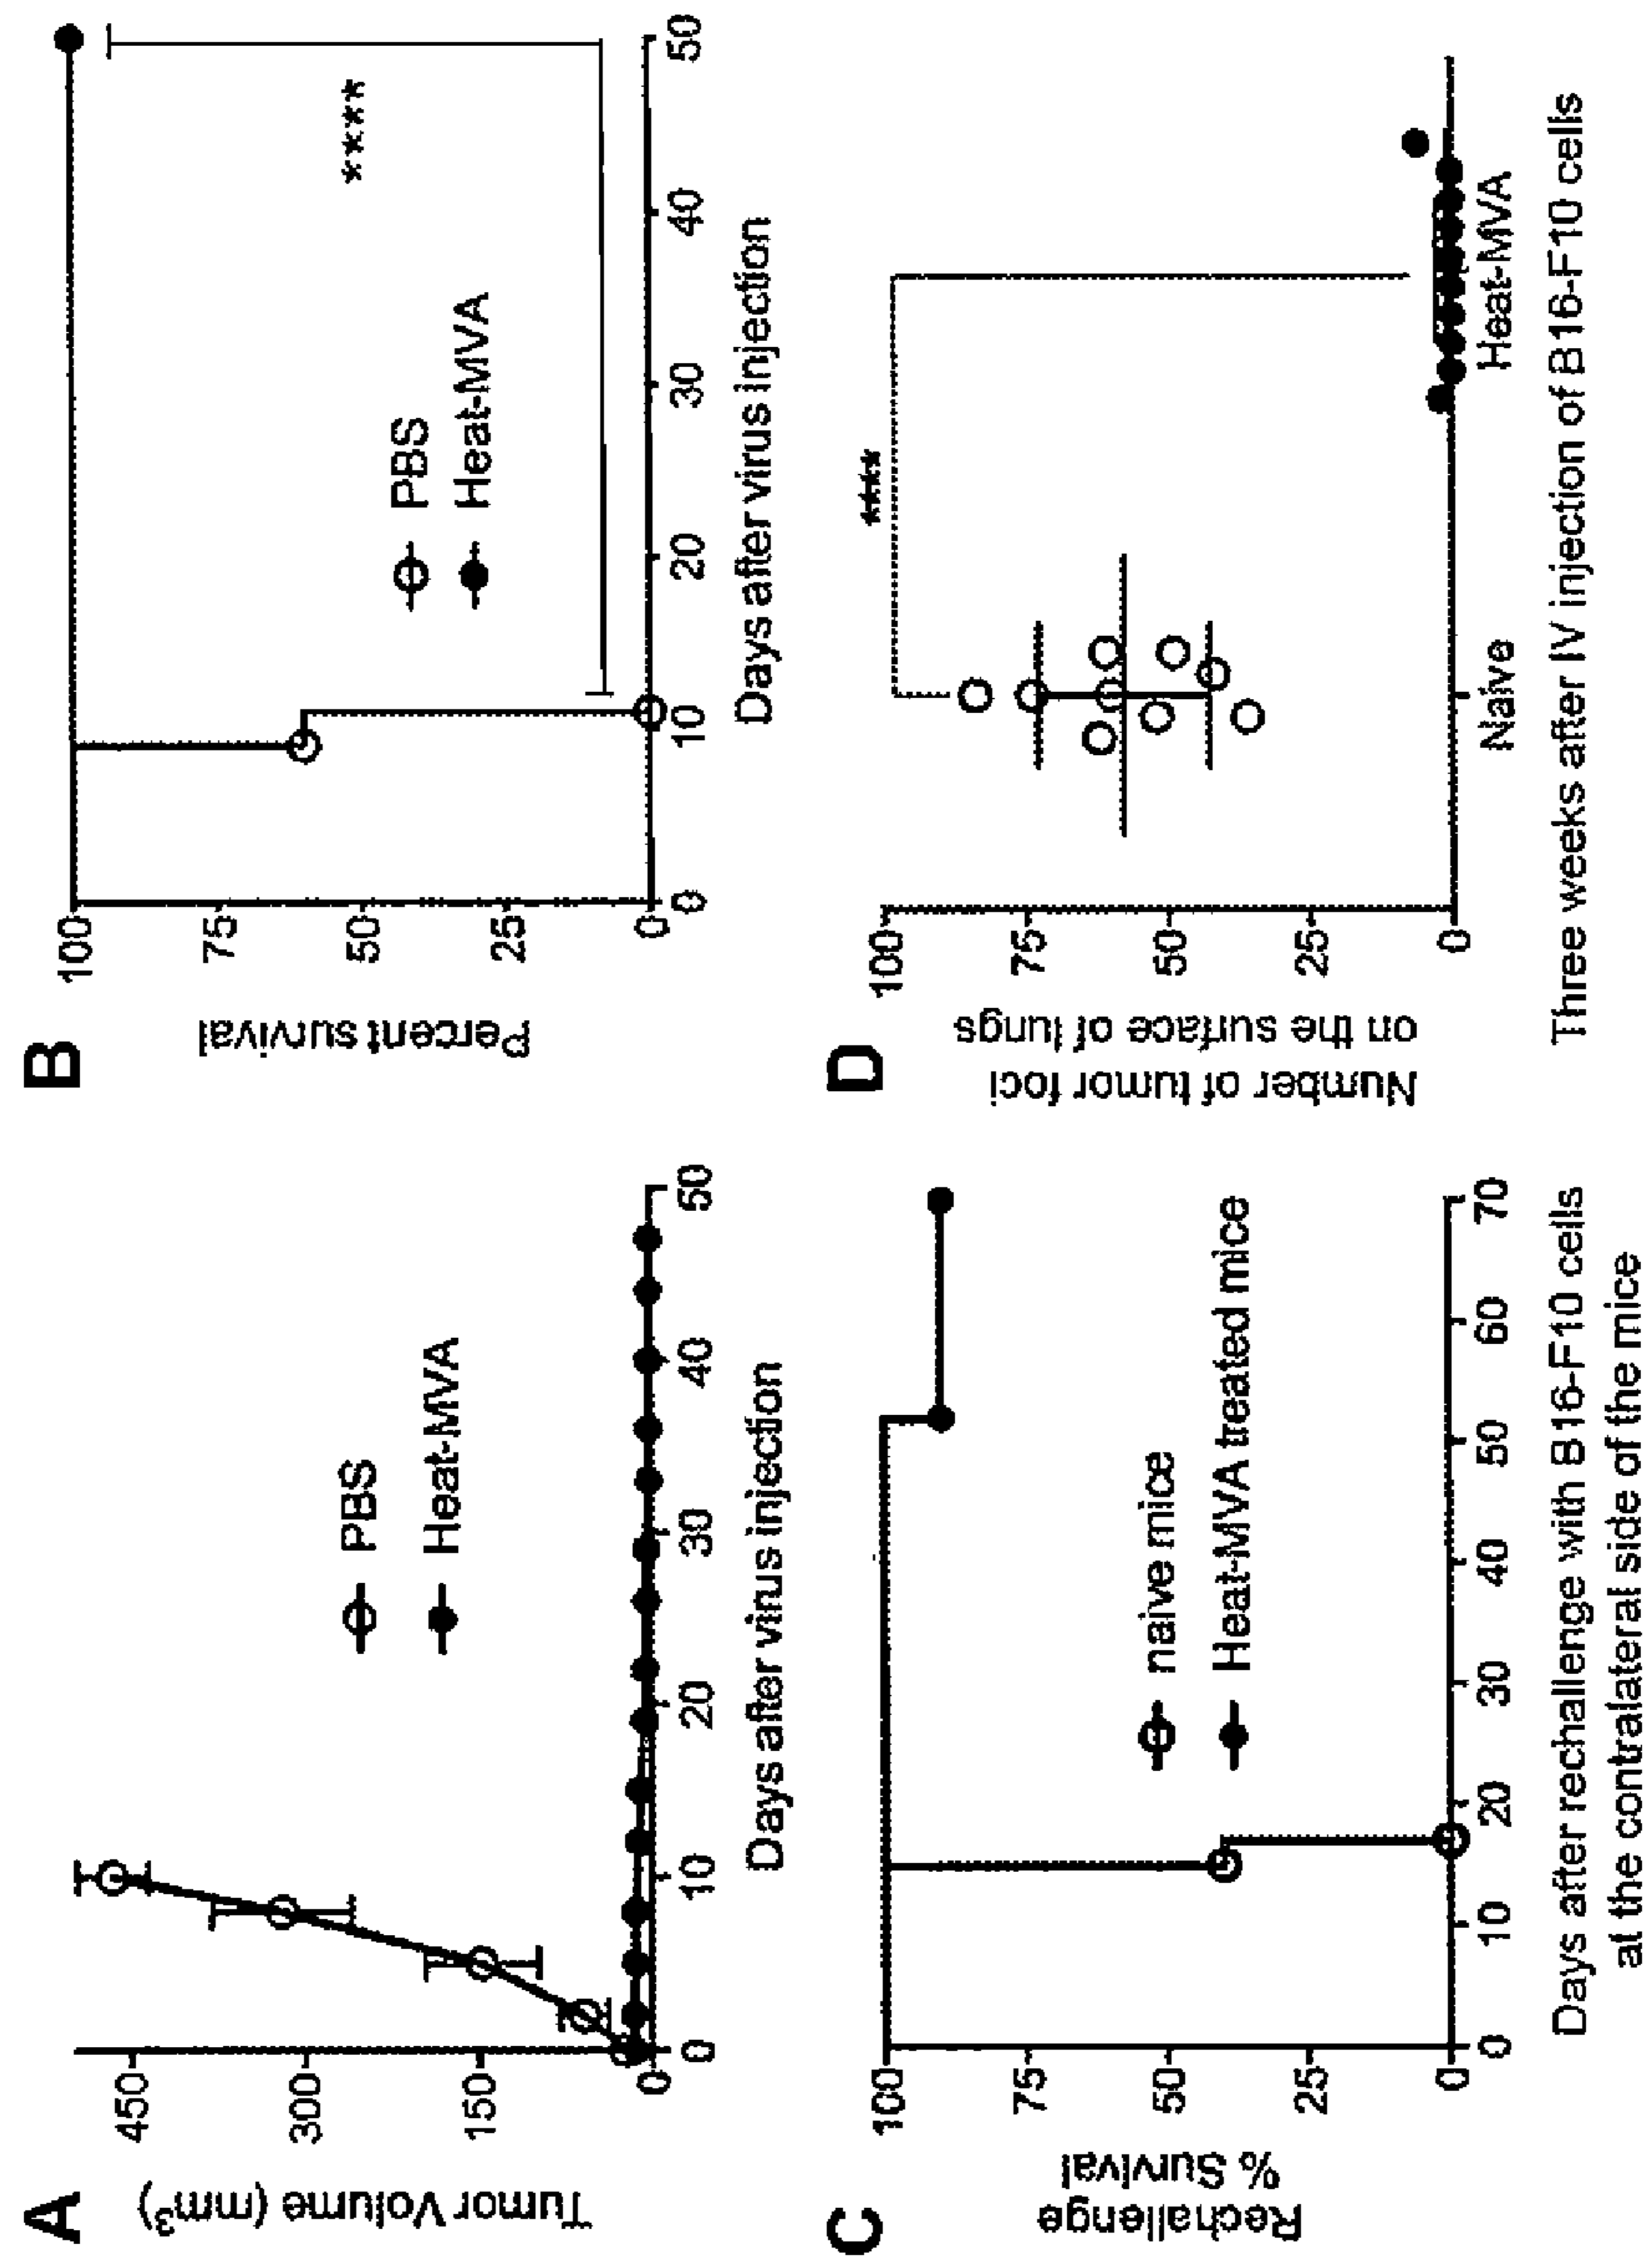 A
Tumor Volume (mm³)
450
300
150
0
0 10 20 30 40 50
Days after virus injection
PBS
Heat-MVA
B
Percent survival
100
75
50
25
0
0 10 20 30 40 50
Days after virus injection
PBS
Heat-MVA
****
C
Rechallenge
% Survival
100
75
50
25
0
0 10 20 30 40 50 60 70
naive mice
Heat-MVA treated mice
Days after rechallenge with B16-F10 cells
at the contralateral side of the mice
D
Number of tumor foci
on the surface of lungs
100
75
50
25
0
****
Naive Heat-MVA
Three weeks after IV injection of B16-F10 cells